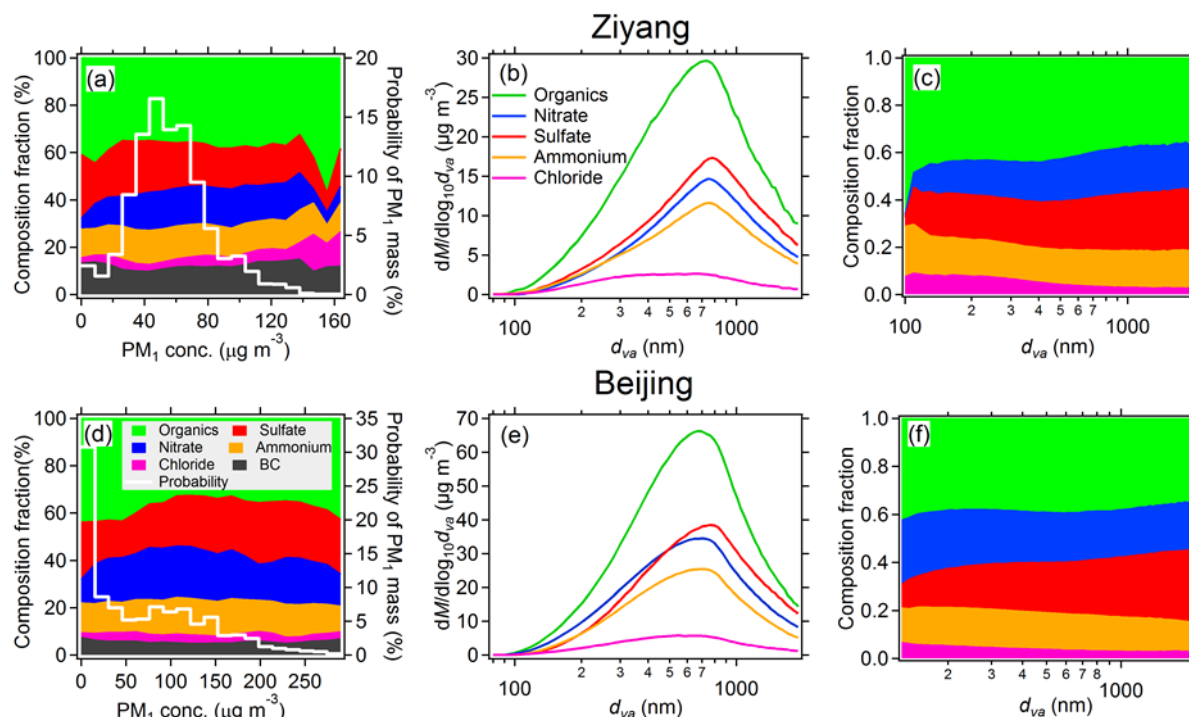 Ziyang
(a)
Composition fraction (%)
100
80
60
40
20
0
0 40 80 120 160
PM1 conc. (μg m⁻³)
20
15
10
5
0
Probability of PM1 mass (%)
(b)
Organics
Nitrate
Sulfate
Ammonium
Chloride
dM/dlog10dva (μg m⁻³)
30
25
20
15
10
5
0
100 2 3 4 5 6 7 1000
dva (nm)
(c)
Composition fraction
1.0
0.8
0.6
0.4
0.2
0.0
100 2 3 4 5 6 7 1000
dva (nm)
Beijing
(d)
Organics Sulfate
Nitrate Ammonium
Chloride BC
Probability
Composition fraction(%)
100
80
60
40
20
0
0 50 100 150 200 250
PM1 conc. (μg m⁻³)
35
30
25
20
15
10
5
0
Probability of PM1 mass (%)
(e)
dM/dlog10dva (μg m⁻³)
70
60
50
40
30
20
10
0
100 2 3 4 5 6 7 1000
dva (nm)
(f)
Composition fraction
1.0
0.8
0.6
0.4
0.2
0.0
2 3 4 5 6 7 8 1000
dva (nm)